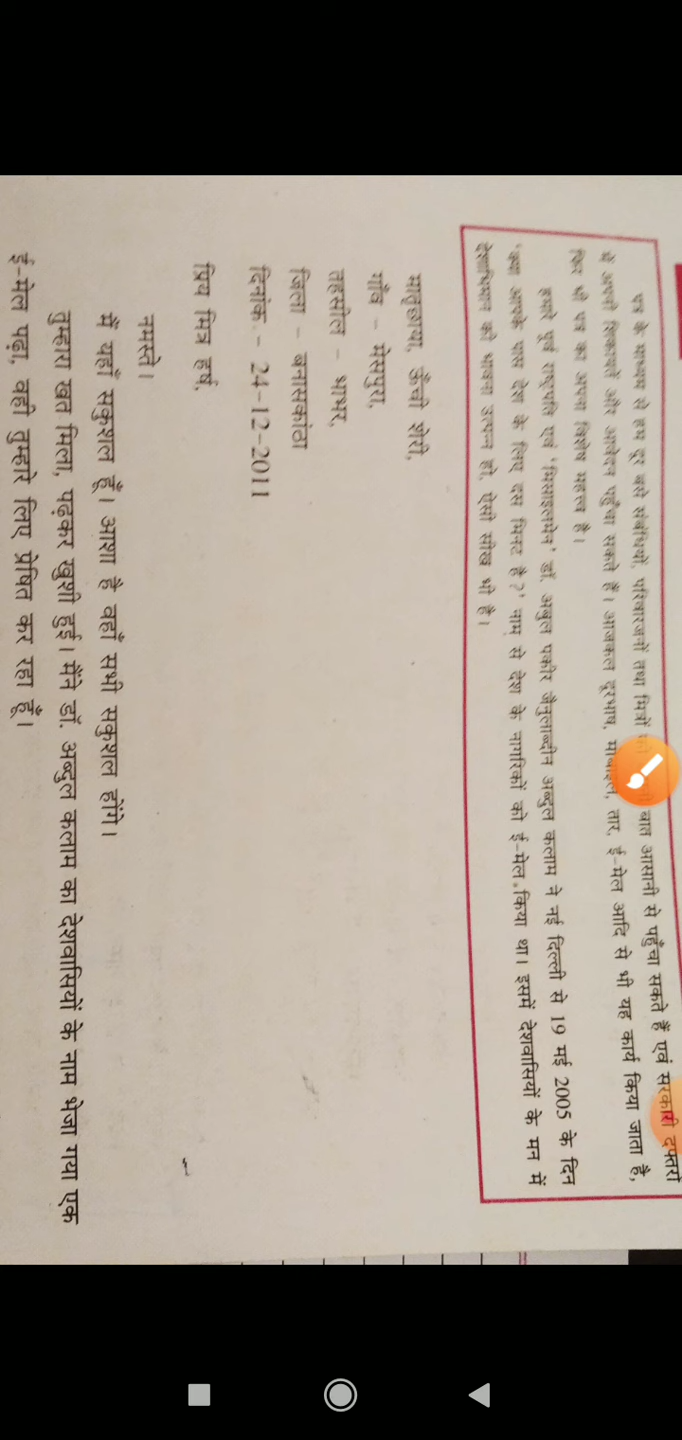 पत्र के माध्यम से हम दूर बसे संबंधियों, परिवारजनों तथा मित्रों को बात आसानी से पहुँचा सकते हैं एवं सरकारी दफ्तरों
में अपनी शिकायतें और आवेदन पहुँचा सकते हैं। आजकल दूरभाष, मोबाइल, तार, ई-मेल आदि से भी यह कार्य किया जाता है,
फिर भी पत्र का अपना विशेष महत्त्व है।
हमारे पूर्व राष्ट्रपति एवं 'मिसाइलमेन' डॉ. अबुल पकीर जैनुलाब्दीन अब्दुल कलाम ने नई दिल्ली से 19 मई 2005 के दिन
'क्या आपके पास देश के लिए दस मिनट है?' नाम से देश के नागरिकों को ई-मेल किया था। इसमें देशवासियों के मन में
देशाभिमान की भावना उत्पन्न हो, ऐसी सीख भी है।
मातृछाया, ऊँची शेरी,
गाँव - मेसपुरा,
तहसील - भाभर,
जिला - बनासकांठा
दिनांक - 24-12-2011
प्रिय मित्र हर्ष,
नमस्ते।
मैं यहाँ सकुशल हूँ। आशा है वहाँ सभी सकुशल होंगे।
तुम्हारा खत मिला, पढ़कर खुशी हुई। मैंने डॉ. अब्दुल कलाम का देशवासियों के नाम भेजा गया एक
ई-मेल पढ़ा, वही तुम्हारे लिए प्रेषित कर रहा हूँ।